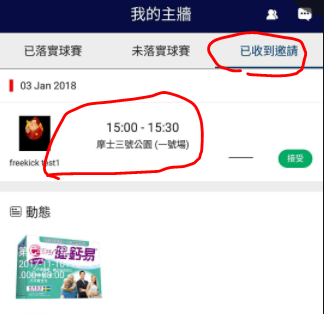 我的主牆
已落實球賽
未落實球賽
已收到邀請
03 Jan 2018
15:00 - 15:30
摩士三號公園 (一號場)
freekick test1
接受
動態
鈣易